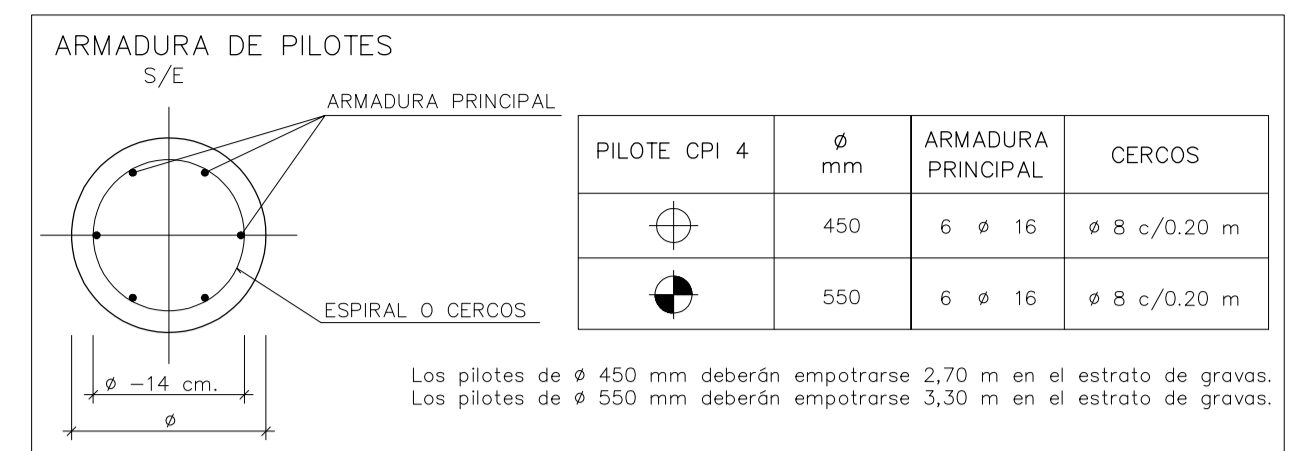 ARMADURA DE PILOTES
S/E
ARMADURA PRINCIPAL
ESPIRAL O CERCOS
ø −14 cm.
ø
PILOTE CPI 4
ø
mm
ARMADURA
PRINCIPAL
CERCOS
450
6 ø 16
ø 8 c/0.20 m
550
6 ø 16
ø 8 c/0.20 m
Los pilotes de ø 450 mm deberán empotrarse 2,70 m en el estrato de gravas.
Los pilotes de ø 550 mm deberán empotrarse 3,30 m en el estrato de gravas.